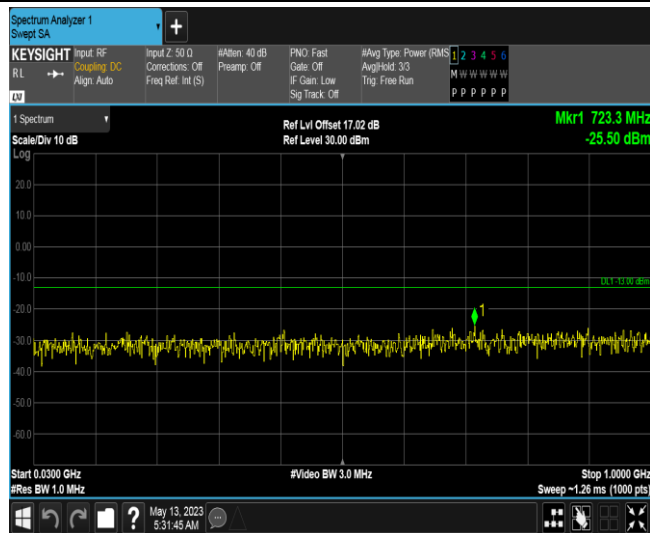 Spectrum Analyzer 1
Swept SA
+
KEYSIGHT
RL
Input: RF
Coupling: DC
Align: Auto
Input Z: 50 Ω
Corrections: Off
Freq Ref: Int (S)
#Atten: 40 dB
Preamp: Off
PNO: Fast
Gate: Off
IF Gain: Low
Sig Track: Off
#Avg Type: Power (RMS
Avg|Hold: 3/3
Trig: Free Run
1 2 3 4 5 6
M W W W W W
P P P P P P
1 Spectrum
Scale/Div 10 dB
Ref Lvl Offset 17.02 dB
Ref Level 30.00 dBm
Mkr1 723.3 MHz
-25.50 dBm
Log
20.0
10.0
0.00
-10.0
DL1 -13.00 dBm
-20.0
1
-30.0
-40.0
-50.0
-60.0
Start 0.0300 GHz
#Res BW 1.0 MHz
#Video BW 3.0 MHz
Stop 1.0000 GHz
Sweep ~1.26 ms (1000 pts)
?
May 13, 2023
5:31:45 AM